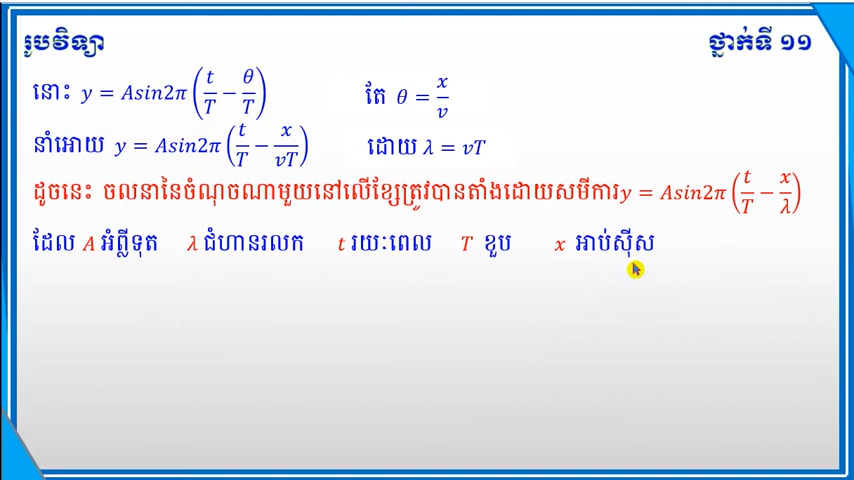 រូបវិទ្យា ថ្នាក់ទី ១១
នោះ y = Asin2π(t/T − θ/T) តែ θ = x/v
នាំអោយ y = Asin2π(t/T − x/vT) ដោយ λ = vT
ដូចនេះ ចលនានៃចំណុចណាមួយនៅលើខ្សែត្រូវបានតាងដោយសមីការ y = Asin2π(t/T − x/λ)
ដែល A អំព្លីទុត λ ជំហានរលក t រយៈពេល T ខួប x អាប់ស៊ីស